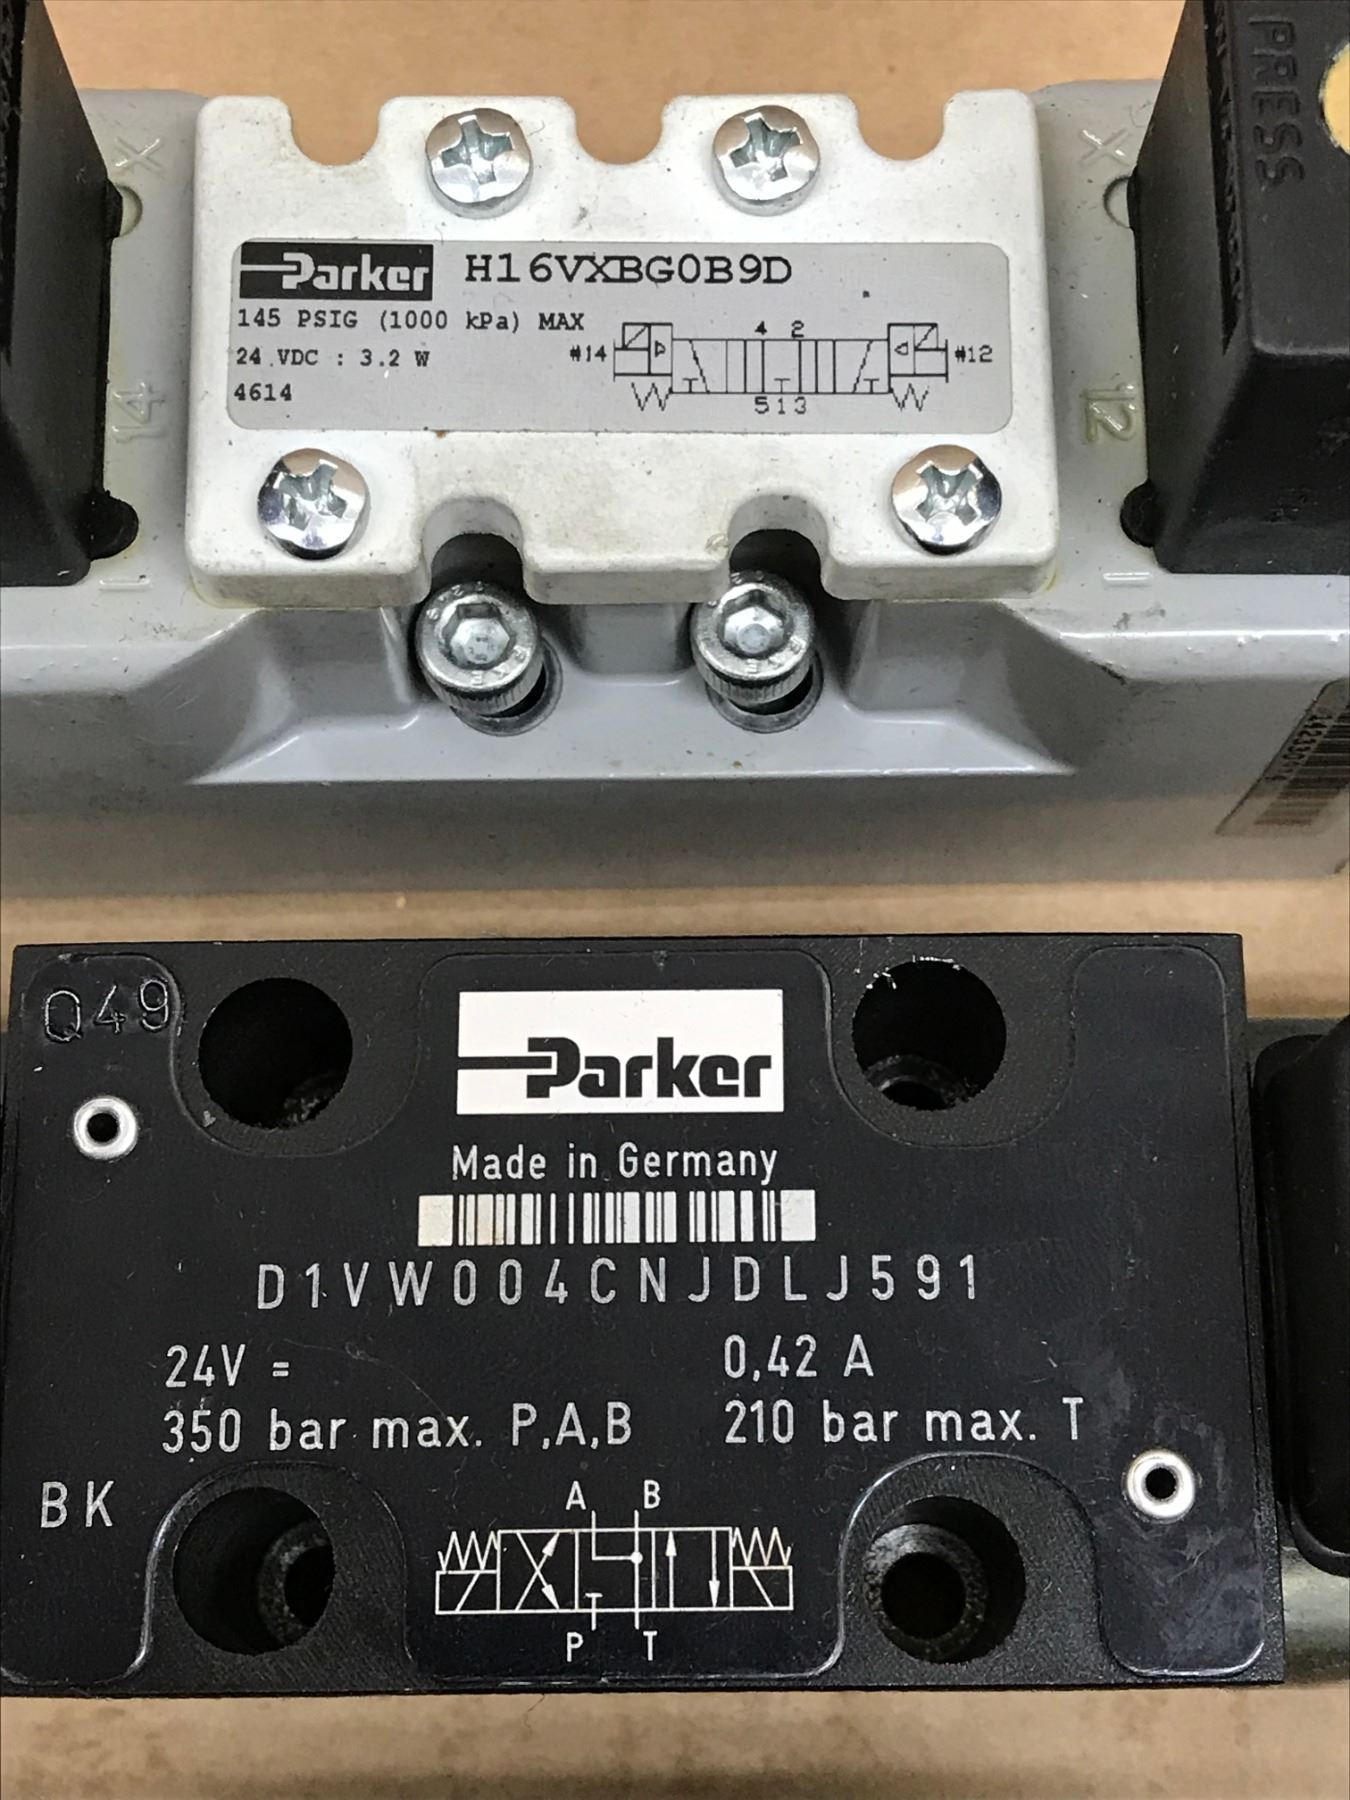 PRESS
X
X
Parker H16VXBG0B9D
145 PSIG (1000 kPa) MAX
4 2
24 VDC : 3.2 W
#14
#12
4614
5 1 3
14
12
Q49
Parker
Made in Germany
D1VW004CNJDLJ591
24V =
0,42 A
350 bar max. P,A,B
210 bar max. T
BK
A B
P T